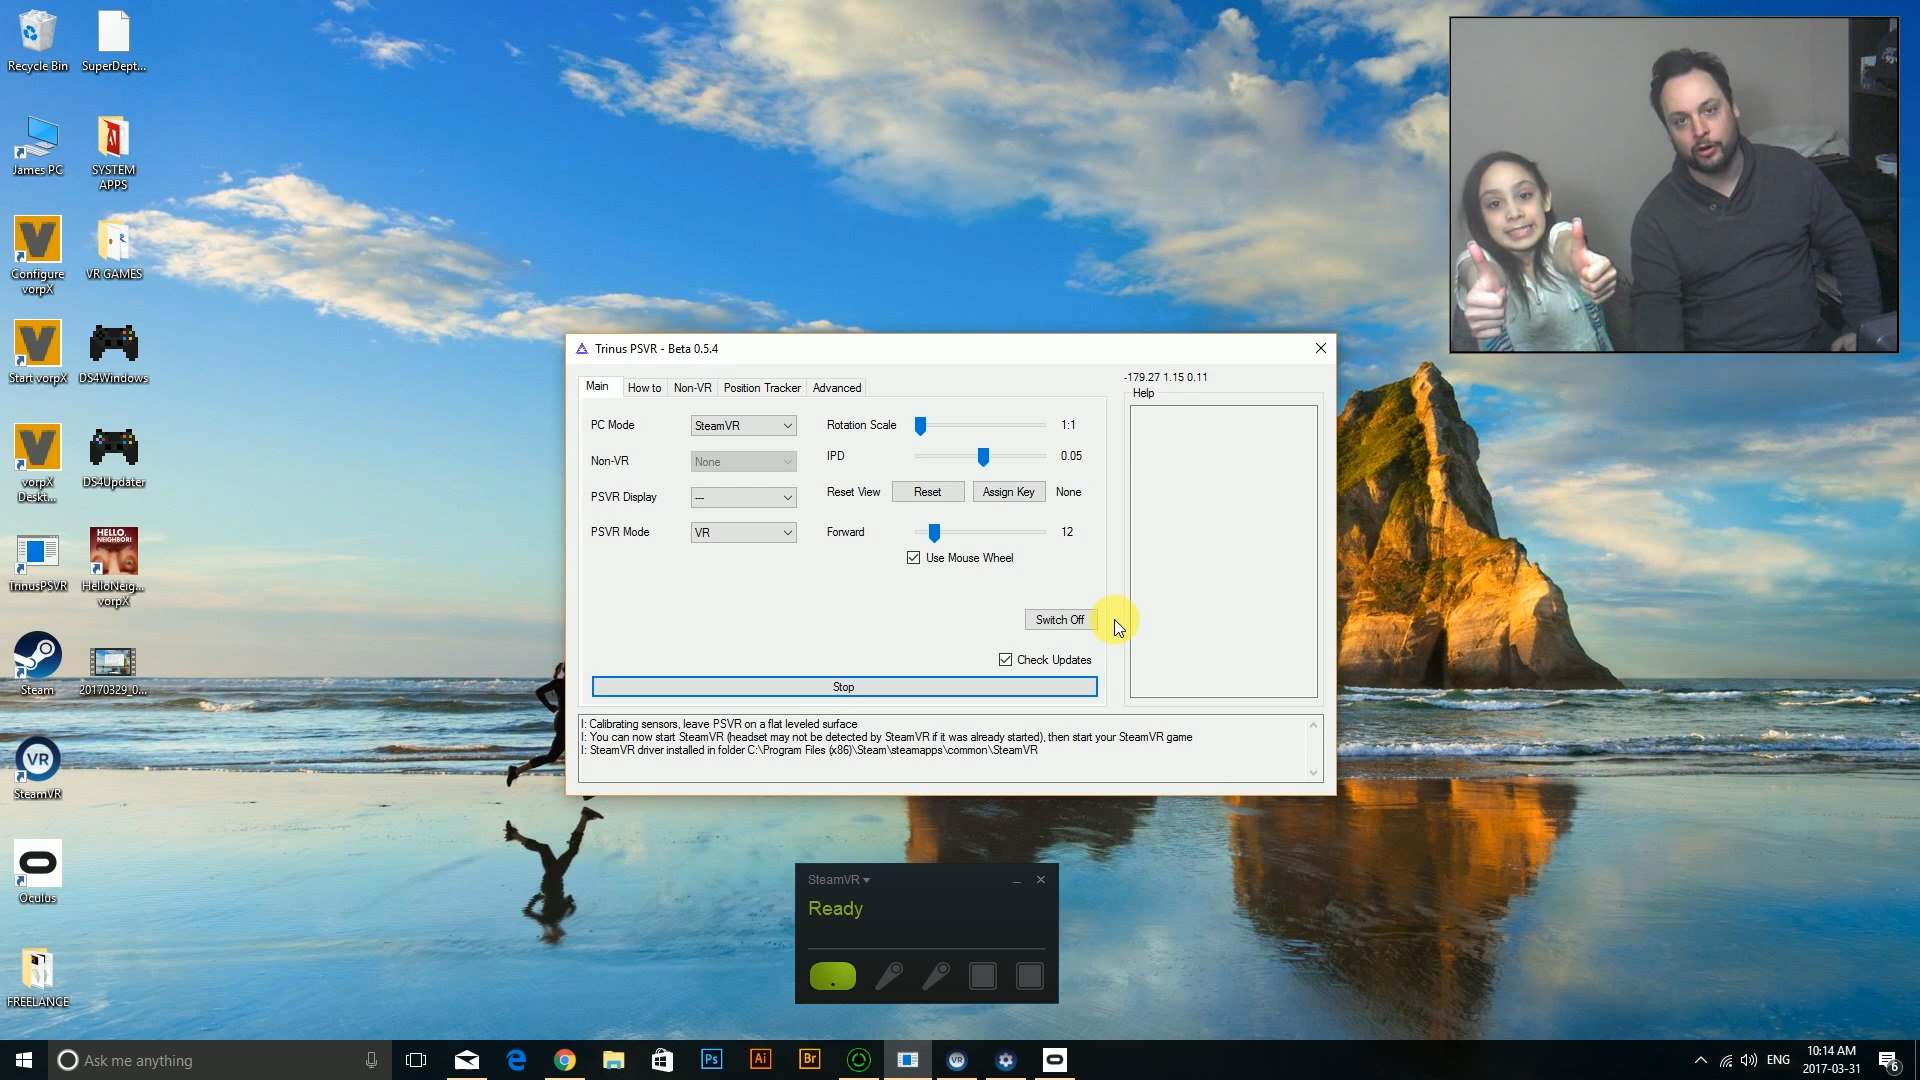 Recycle Bin
SuperDept...
James PC
SYSTEM
APPS
Configure
vorpX
VR GAMES
Start vorpX
DS4Windows
vorpX
Deskt...
DS4Updater
TrinusPSVR
HELLO,
NEIGHBOR!
HelloNeig...
vorpX
Steam
20170329_0...
VR
SteamVR
Oculus
FREELANCE
Trinus PSVR - Beta 0.5.4
Main
How to
Non-VR
Position Tracker
Advanced
-179.27 1.15 0.11
Help
PC Mode
SteamVR
Rotation Scale
1:1
Non-VR
None
IPD
0.05
PSVR Display
---
Reset View
Reset
Assign Key
None
PSVR Mode
VR
Forward
12
Use Mouse Wheel
Switch Off
Check Updates
Stop
I: Calibrating sensors, leave PSVR on a flat leveled surface
I: You can now start SteamVR (headset may not be detected by SteamVR if it was already started), then start your SteamVR game
I: SteamVR driver installed in folder C:\Program Files (x86)\Steam\steamapps\common\SteamVR
SteamVR
Ready
Ask me anything
Ps
Ai
Br
VR
ENG
10:14 AM
2017-03-31
6